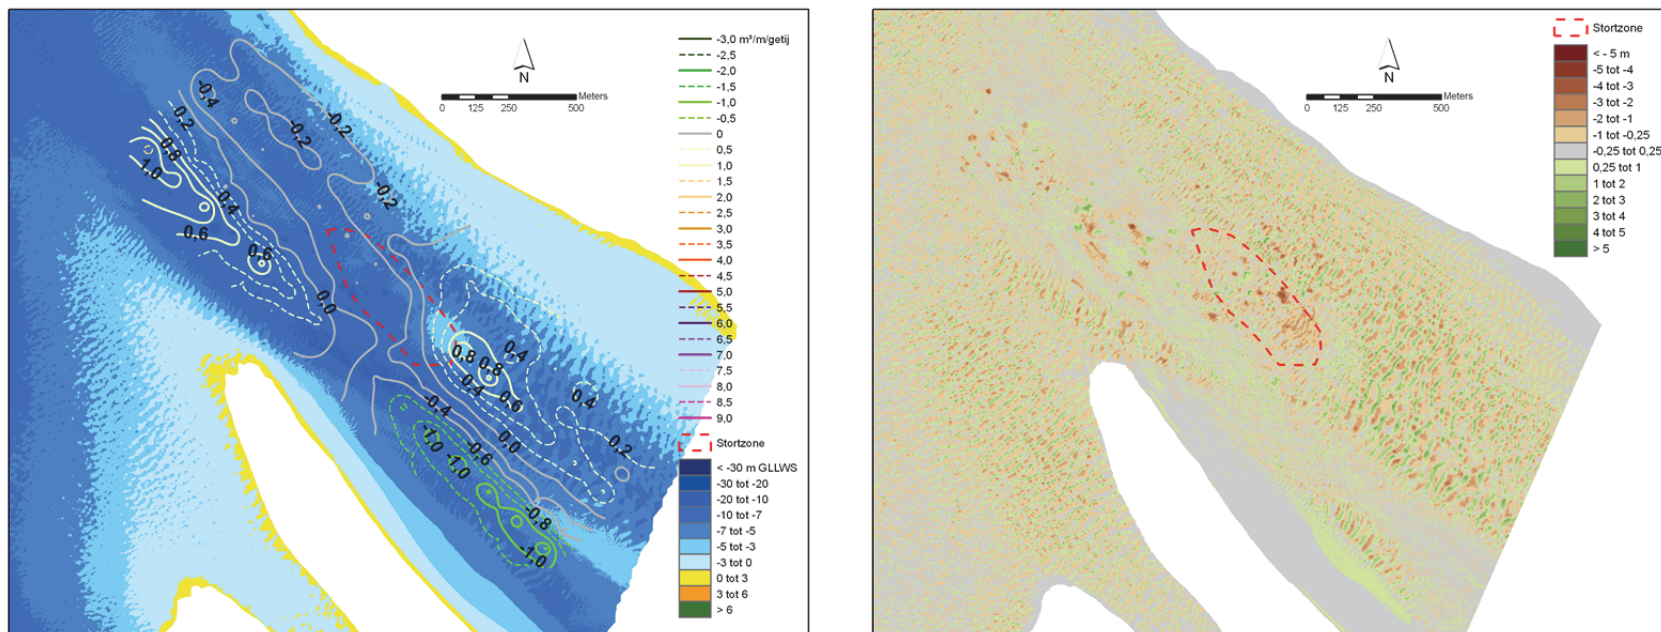 -3,0 m³/m/getij
-2,5
-2,0
-1,5
-1,0
-0,5
0
0,5
1,0
1,5
2,0
2,5
3,0
3,5
4,0
4,5
5,0
5,5
6,0
6,5
7,0
7,5
8,0
8,5
9,0
Stortzone
< -30 m GLLWS
-30 tot -20
-20 tot -10
-10 tot -7
-7 tot -5
-5 tot -3
-3 tot 0
0 tot 3
3 tot 6
> 6
N
Meters
0 125 250 500
-0,4
0,2
-0,2
-0,2
0,8
1,0
-0,2
0,4
0,6
0,6
0,0
0,8
0,8
0,4
0,4
0,6
0,4
-0,4
0,0
0,2
-1,0
-0,6
-1,0
-0,8
-1,0
N
Meters
0 125 250 500
Stortzone
< - 5 m
-5 tot -4
-4 tot -3
-3 tot -2
-2 tot -1
-1 tot -0,25
-0,25 tot 0,25
0,25 tot 1
1 tot 2
2 tot 3
3 tot 4
4 tot 5
> 5